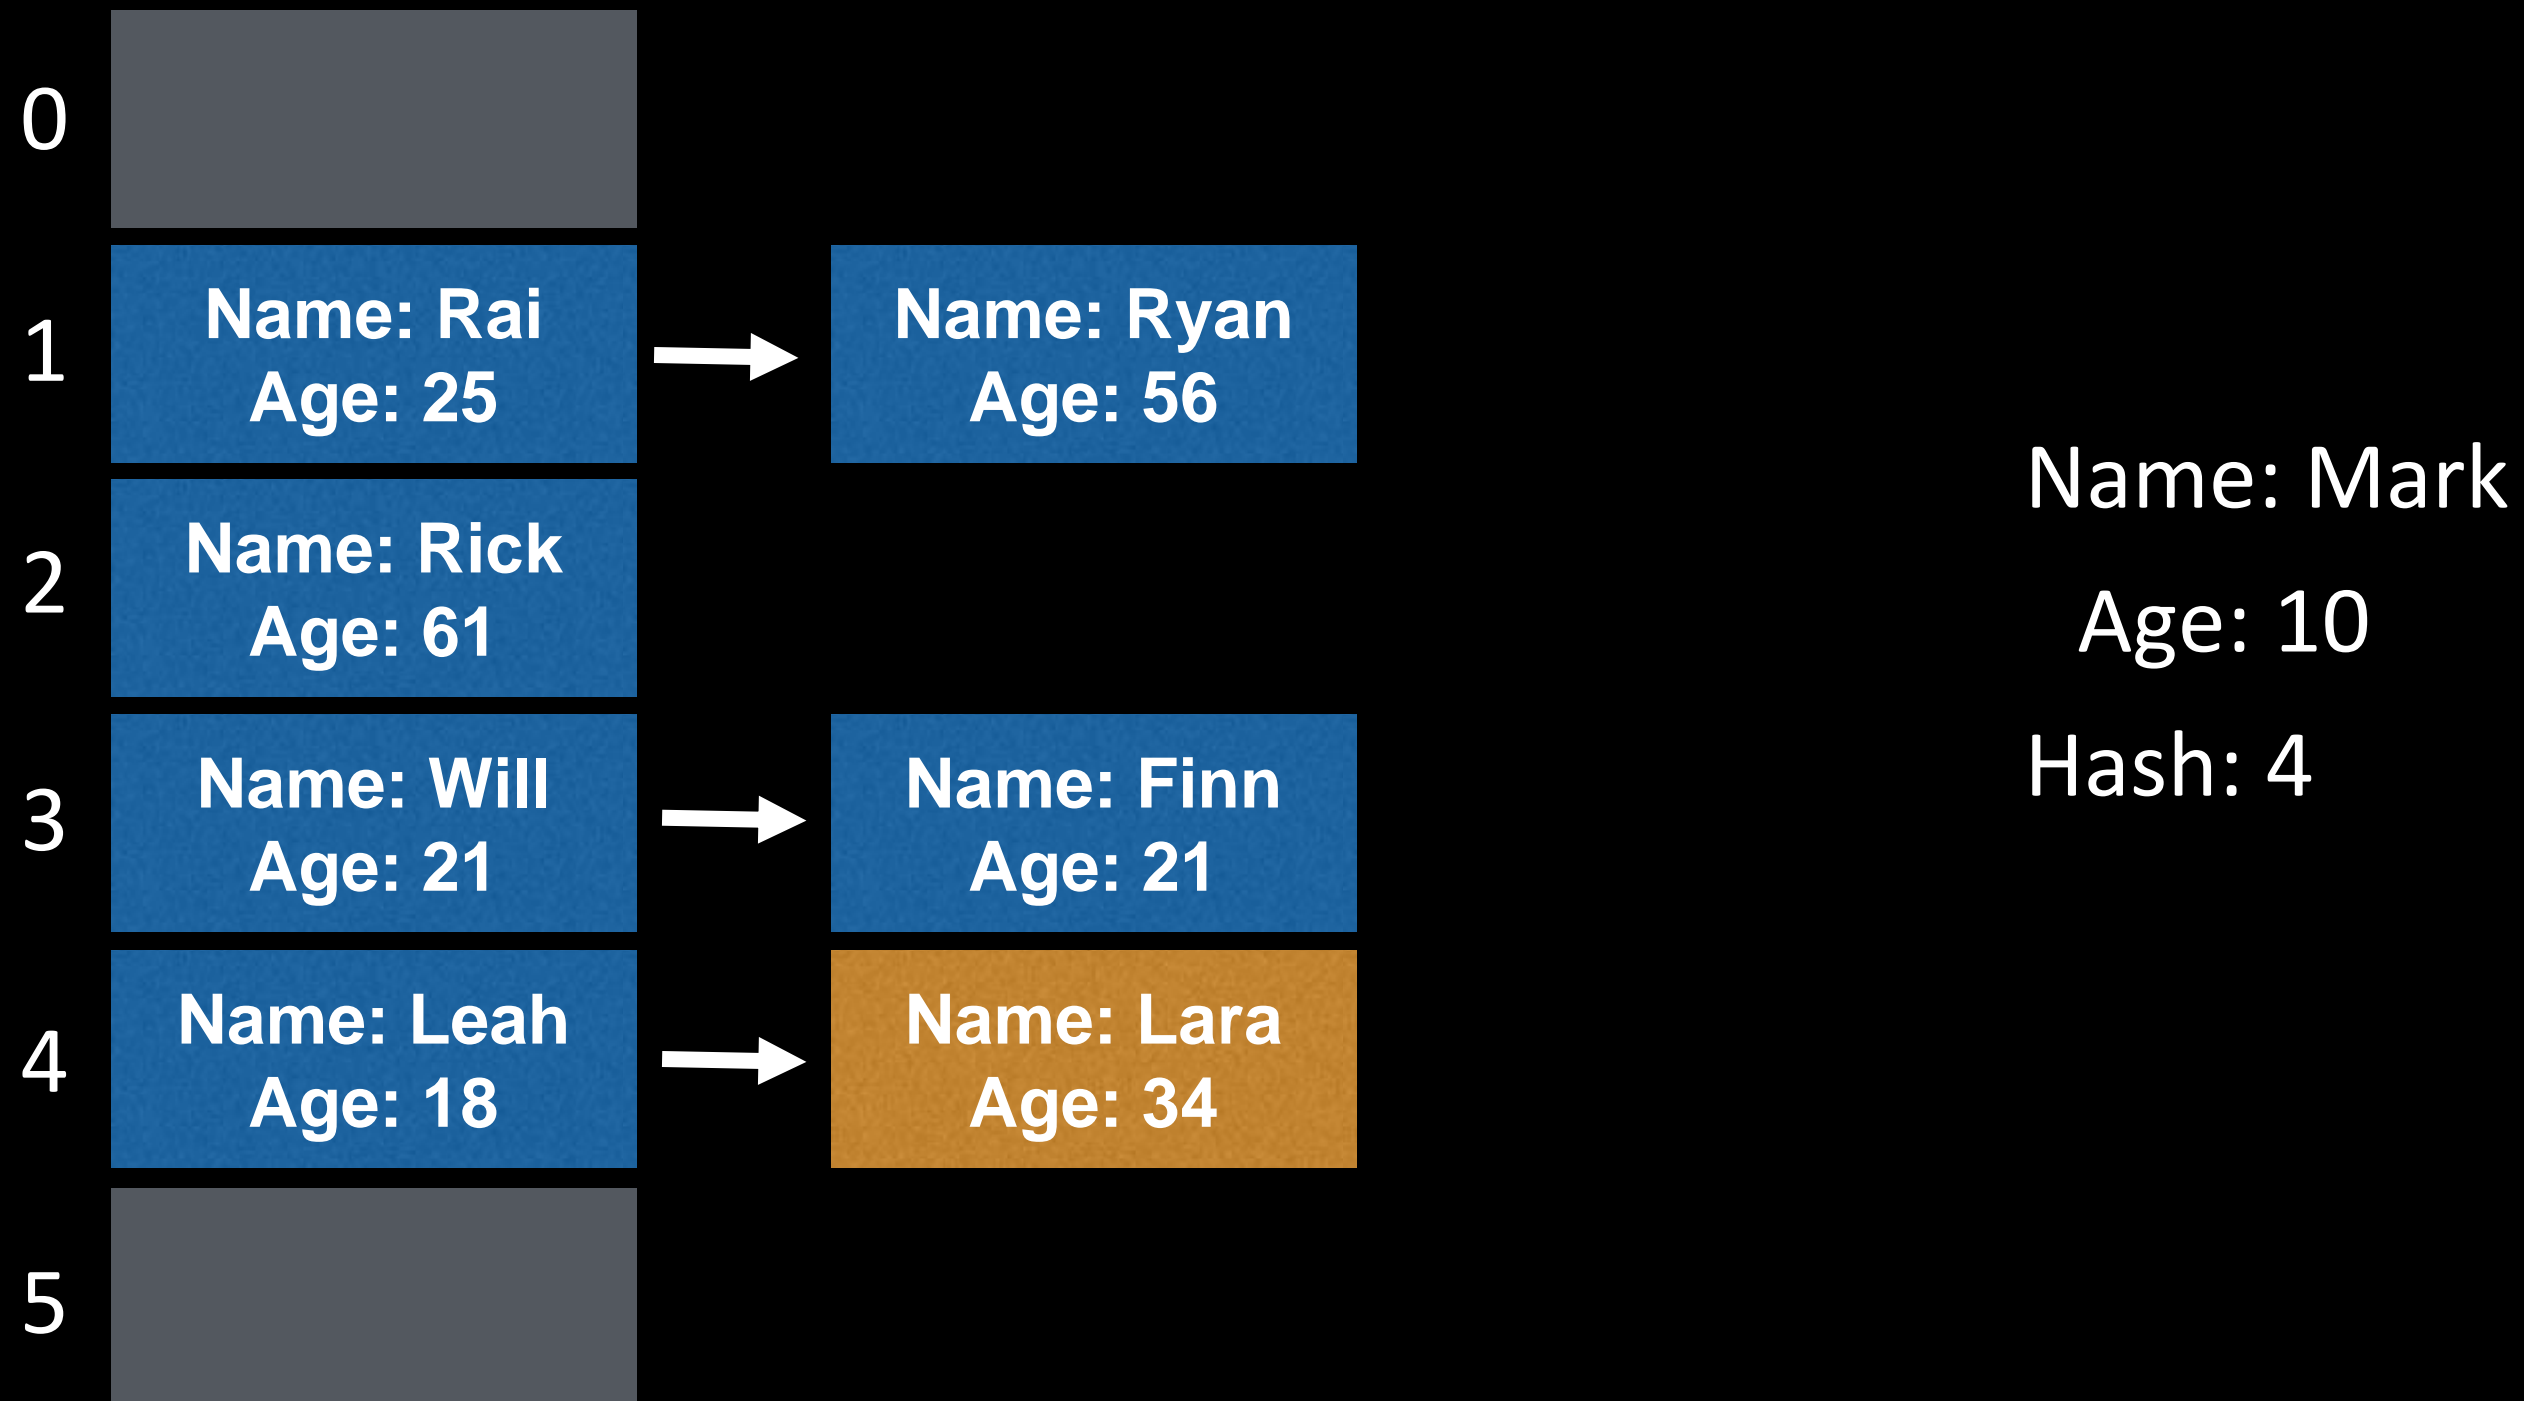 0
1
Name: Rai
Age: 25
Name: Ryan
Age: 56
2
Name: Rick
Age: 61
3
Name: Will
Age: 21
Name: Finn
Age: 21
4
Name: Leah
Age: 18
Name: Lara
Age: 34
5
Name: Mark
Age: 10
Hash: 4